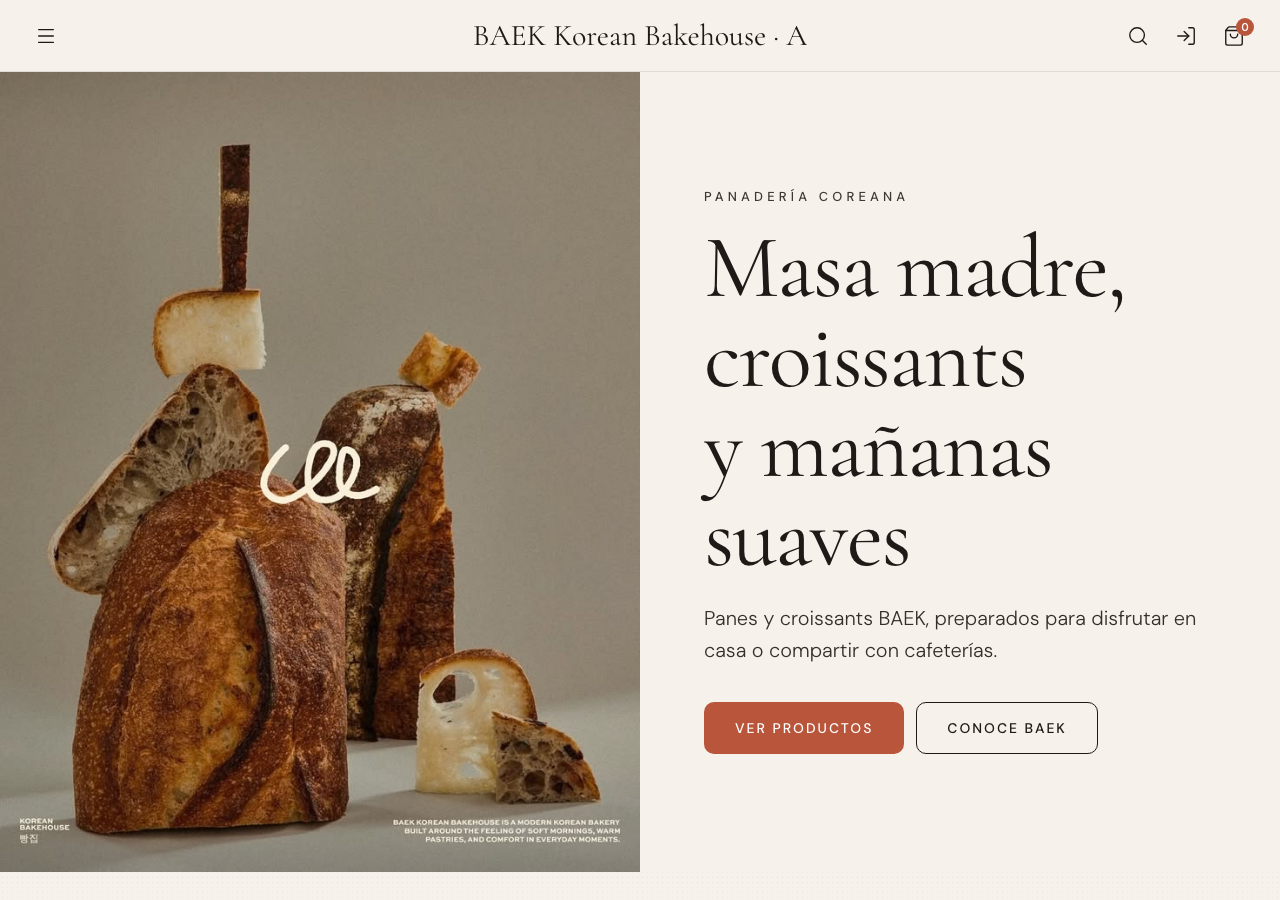 BAEK Korean Bakehouse · A
0
KOREAN
BAKEHOUSE
빵집
BAEK KOREAN BAKEHOUSE IS A MODERN KOREAN BAKERY
BUILT AROUND THE FEELING OF SOFT MORNINGS, WARM
PASTRIES, AND COMFORT IN EVERYDAY MOMENTS.
PANADERÍA COREANA
Masa madre,
croissants
y mañanas
suaves
Panes y croissants BAEK, preparados para disfrutar en
casa o compartir con cafeterías.
VER PRODUCTOS
CONOCE BAEK